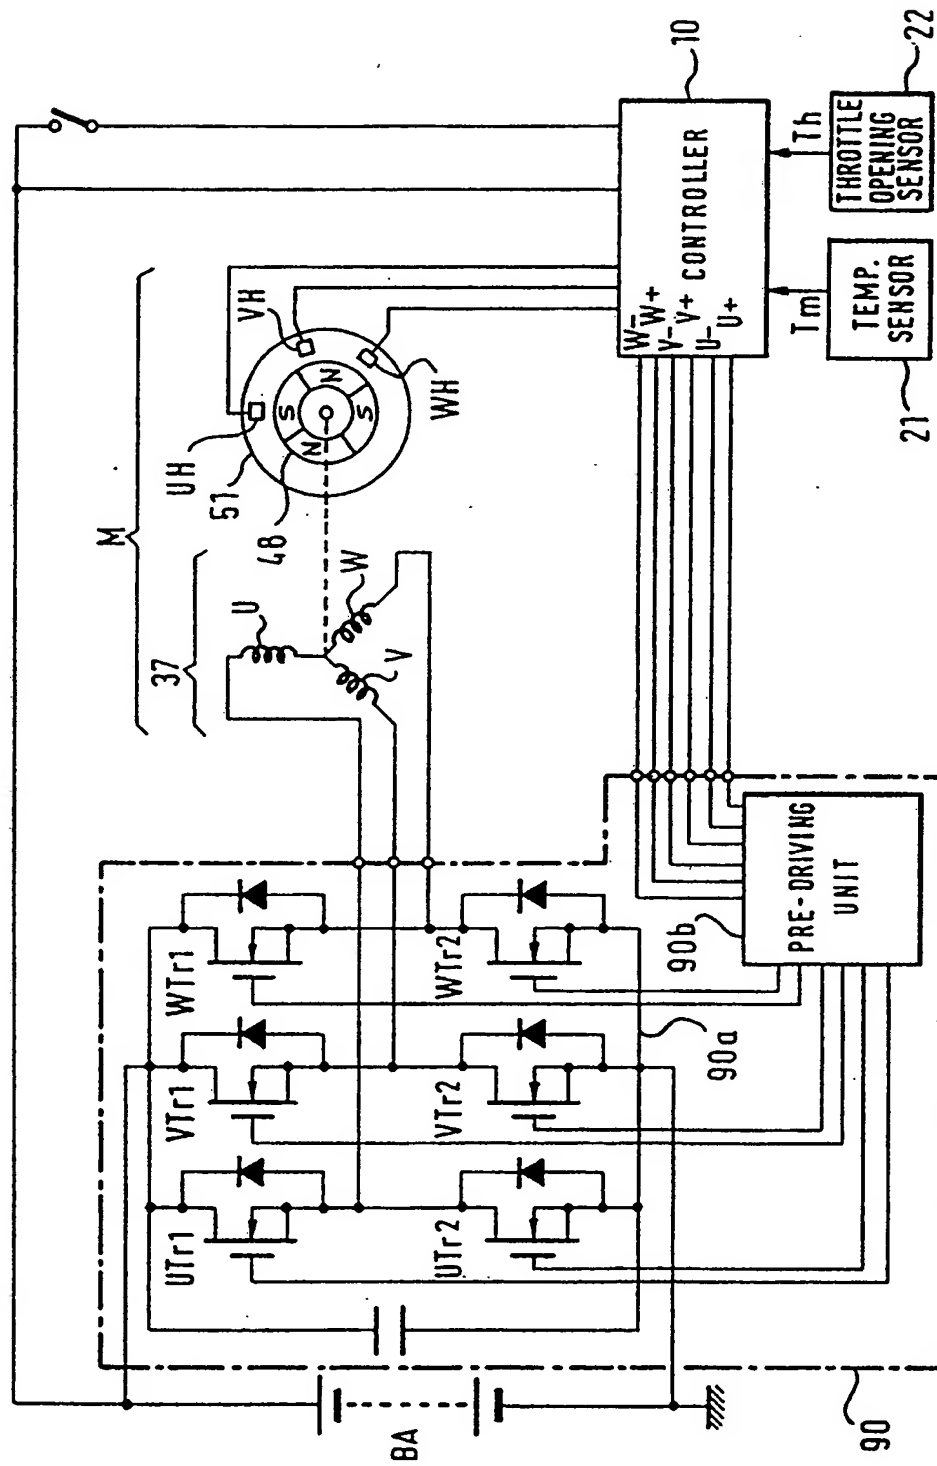 M
37
U
V
W
UH
51
48
VH
WH
UTr1
VTr1
WTr1
UTr2
VTr2
WTr2
N
S
N
S
BA
90
90a
90b
PRE-DRIVING
UNIT
W-
W+
V-
V+
U-
U+
CONTROLLER
10
Tm
Th
TEMP.
SENSOR
21
THROTTLE
OPENING
SENSOR
22